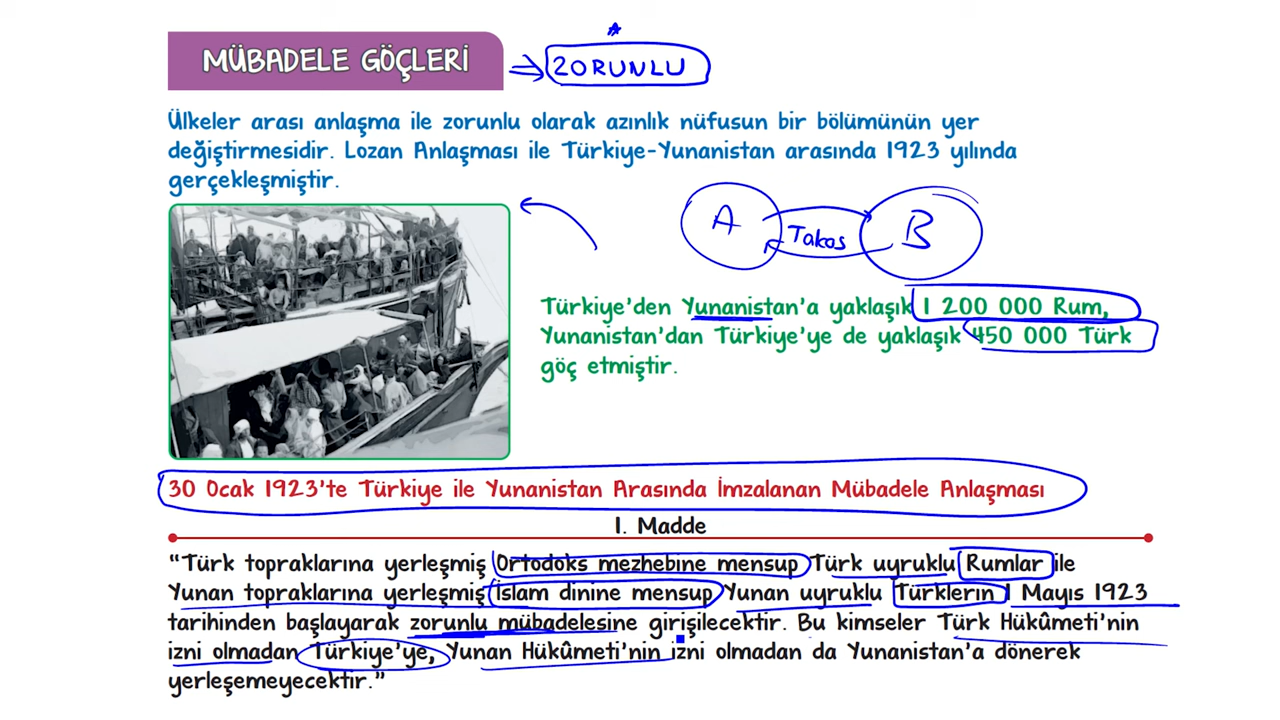 MÜBADELE GÖÇLERİ
⇒ ZORUNLU
Ülkeler arası anlaşma ile zorunlu olarak azınlık nüfusun bir bölümünün yer
değiştirmesidir. Lozan Anlaşması ile Türkiye-Yunanistan arasında 1923 yılında
gerçekleşmiştir.
A Takas B
Türkiye'den Yunanistan'a yaklaşık 1 200 000 Rum,
Yunanistan'dan Türkiye'ye de yaklaşık 450 000 Türk
göç etmiştir.
30 Ocak 1923'te Türkiye ile Yunanistan Arasında İmzalanan Mübadele Anlaşması
1. Madde
"Türk topraklarına yerleşmiş Ortodoks mezhebine mensup Türk uyruklu Rumlar ile
Yunan topraklarına yerleşmiş İslam dinine mensup Yunan uyruklu Türklerin 1 Mayıs 1923
tarihinden başlayarak zorunlu mübadelesine girişilecektir. Bu kimseler Türk Hükûmeti'nin
izni olmadan Türkiye'ye, Yunan Hükûmeti'nin izni olmadan da Yunanistan'a dönerek
yerleşemeyecektir."